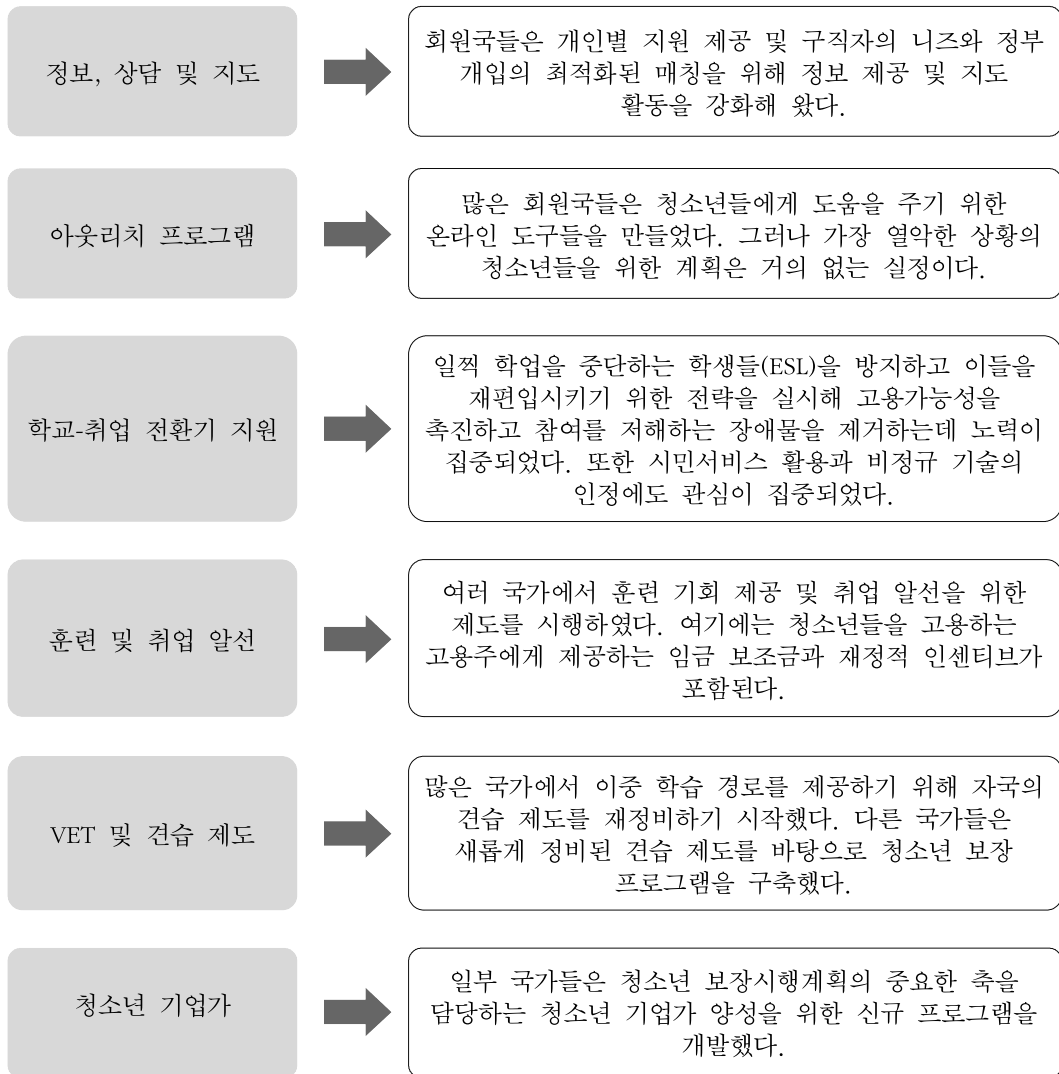 정보, 상담 및 지도
회원국들은 개인별 지원 제공 및 구직자의 니즈와 정부
개입의 최적화된 매칭을 위해 정보 제공 및 지도
활동을 강화해 왔다.
아웃리치 프로그램
많은 회원국들은 청소년들에게 도움을 주기 위한
온라인 도구들을 만들었다. 그러나 가장 열악한 상황의
청소년들을 위한 계획은 거의 없는 실정이다.
학교-취업 전환기 지원
일찍 학업을 중단하는 학생들(ESL)을 방지하고 이들을
재편입시키기 위한 전략을 실시해 고용가능성을
촉진하고 참여를 저해하는 장애물을 제거하는데 노력이
집중되었다. 또한 시민서비스 활용과 비정규 기술의
인정에도 관심이 집중되었다.
훈련 및 취업 알선
여러 국가에서 훈련 기회 제공 및 취업 알선을 위한
제도를 시행하였다. 여기에는 청소년들을 고용하는
고용주에게 제공하는 임금 보조금과 재정적 인센티브가
포함된다.
VET 및 견습 제도
많은 국가에서 이중 학습 경로를 제공하기 위해 자국의
견습 제도를 재정비하기 시작했다. 다른 국가들은
새롭게 정비된 견습 제도를 바탕으로 청소년 보장
프로그램을 구축했다.
청소년 기업가
일부 국가들은 청소년 보장시행계획의 중요한 축을
담당하는 청소년 기업가 양성을 위한 신규 프로그램을
개발했다.